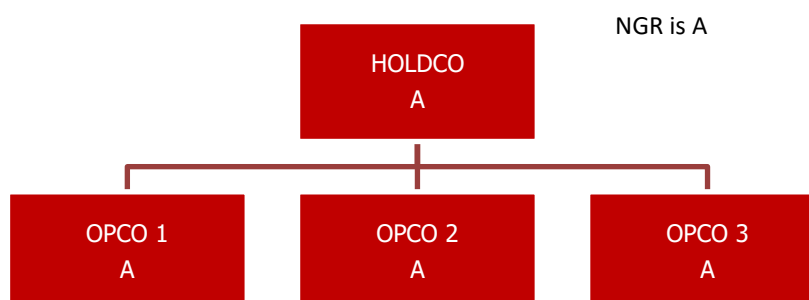 NGR is A
HOLDCO
A
OPCO 1
A
OPCO 2
A
OPCO 3
A